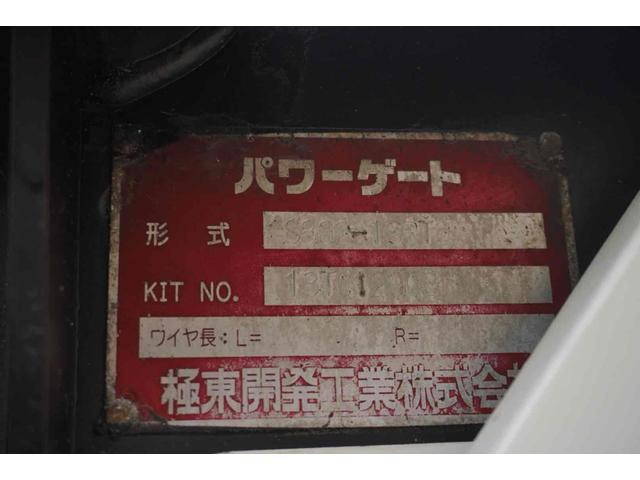 パワーゲート
形式
KIT NO.
ワイヤ長：L= R=
極東開発工業株式会